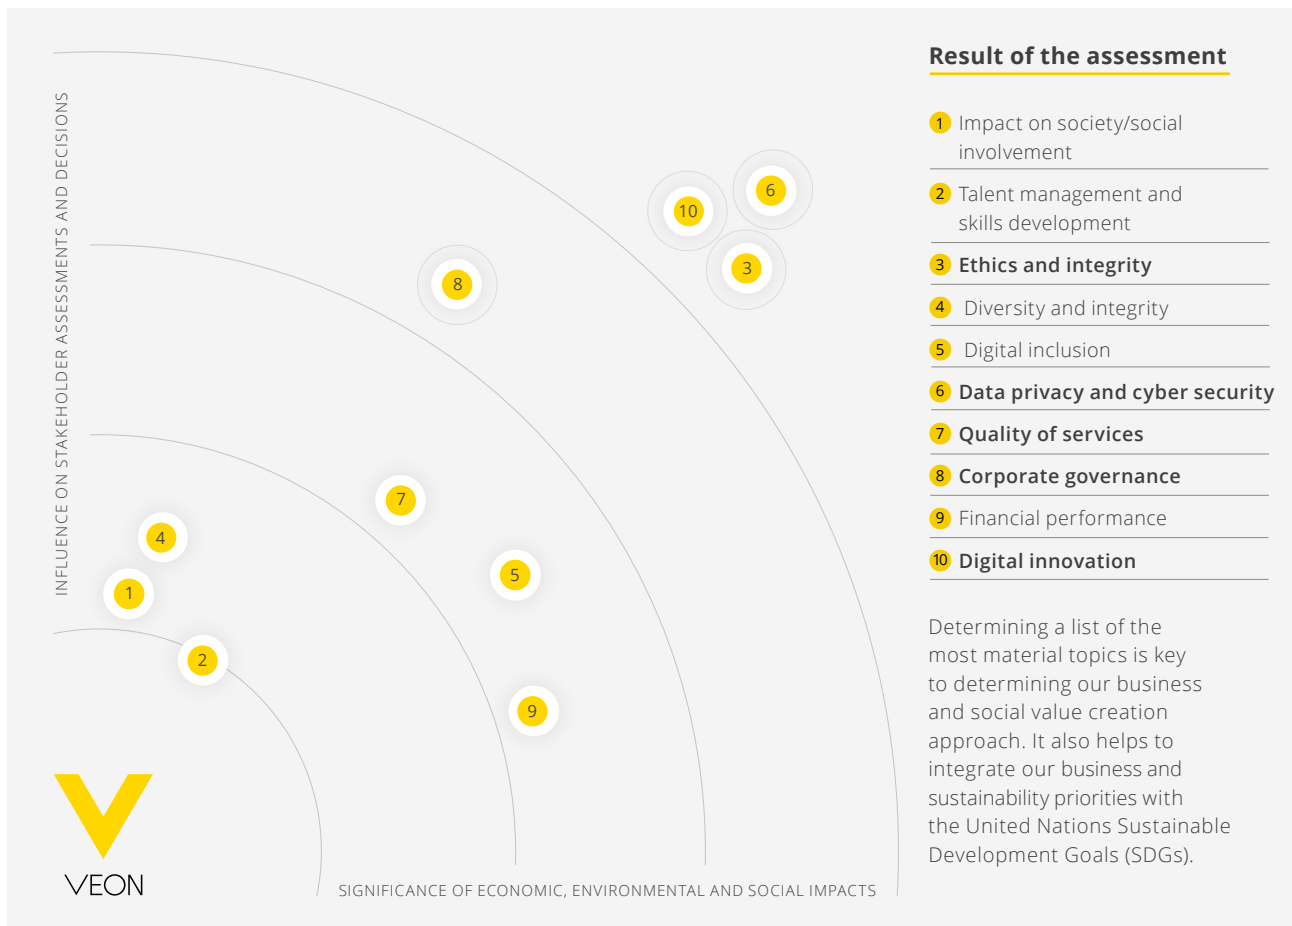 INFLUENCE ON STAKEHOLDER ASSESSMENTS AND DECISIONS
6
10
3
8
7
4
5
1
2
9
VEON
SIGNIFICANCE OF ECONOMIC, ENVIRONMENTAL AND SOCIAL IMPACTS
Result of the assessment
1 Impact on society/social
involvement
2 Talent management and
skills development
3 Ethics and integrity
4 Diversity and integrity
5 Digital inclusion
6 Data privacy and cyber security
7 Quality of services
8 Corporate governance
9 Financial performance
10 Digital innovation
Determining a list of the
most material topics is key
to determining our business
and social value creation
approach. It also helps to
integrate our business and
sustainability priorities with
the United Nations Sustainable
Development Goals (SDGs).